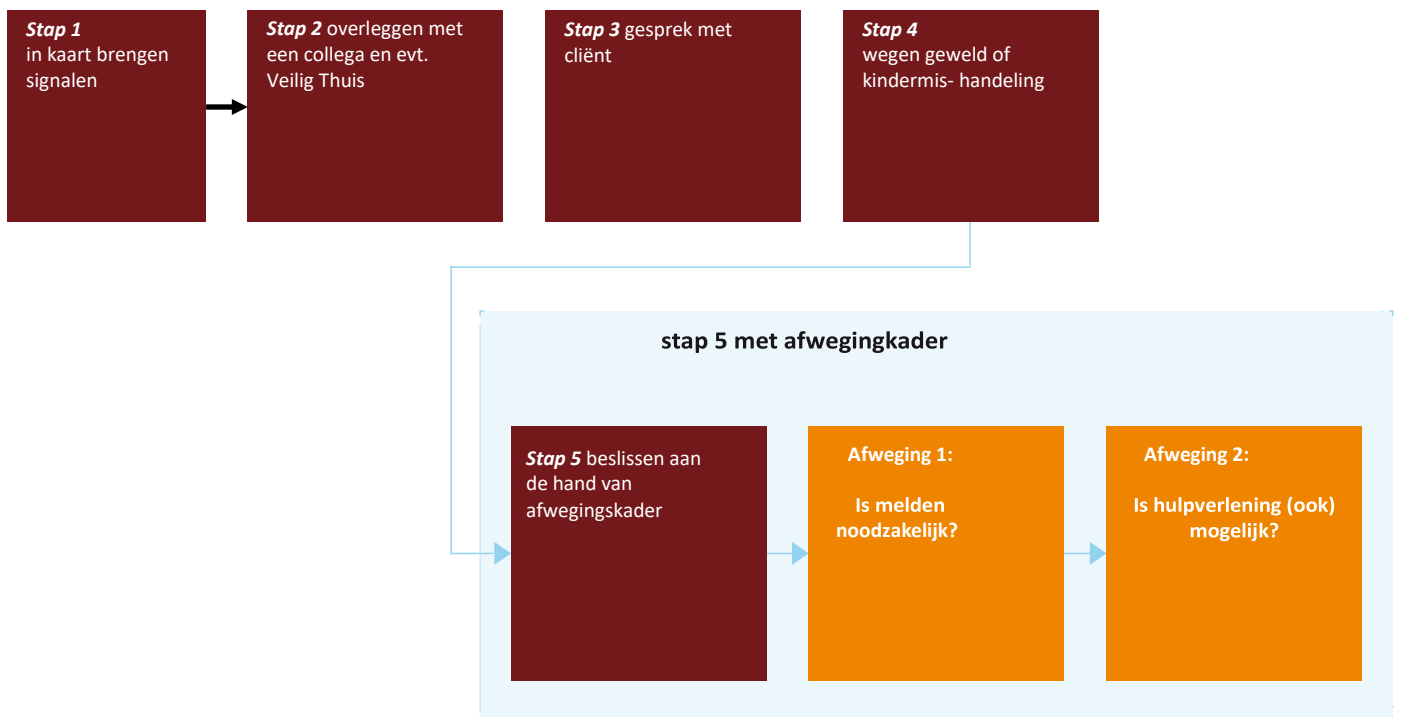 Stap 1
in kaart brengen
signalen
Stap 2 overleggen met
een collega en evt.
Veilig Thuis
Stap 3 gesprek met
cliënt
Stap 4
wegen geweld of
kindermis- handeling
stap 5 met afwegingkader
Stap 5 beslissen aan
de hand van
afwegingskader
Afweging 1:
Is melden
noodzakelijk?
Afweging 2:
Is hulpverlening (ook)
mogelijk?